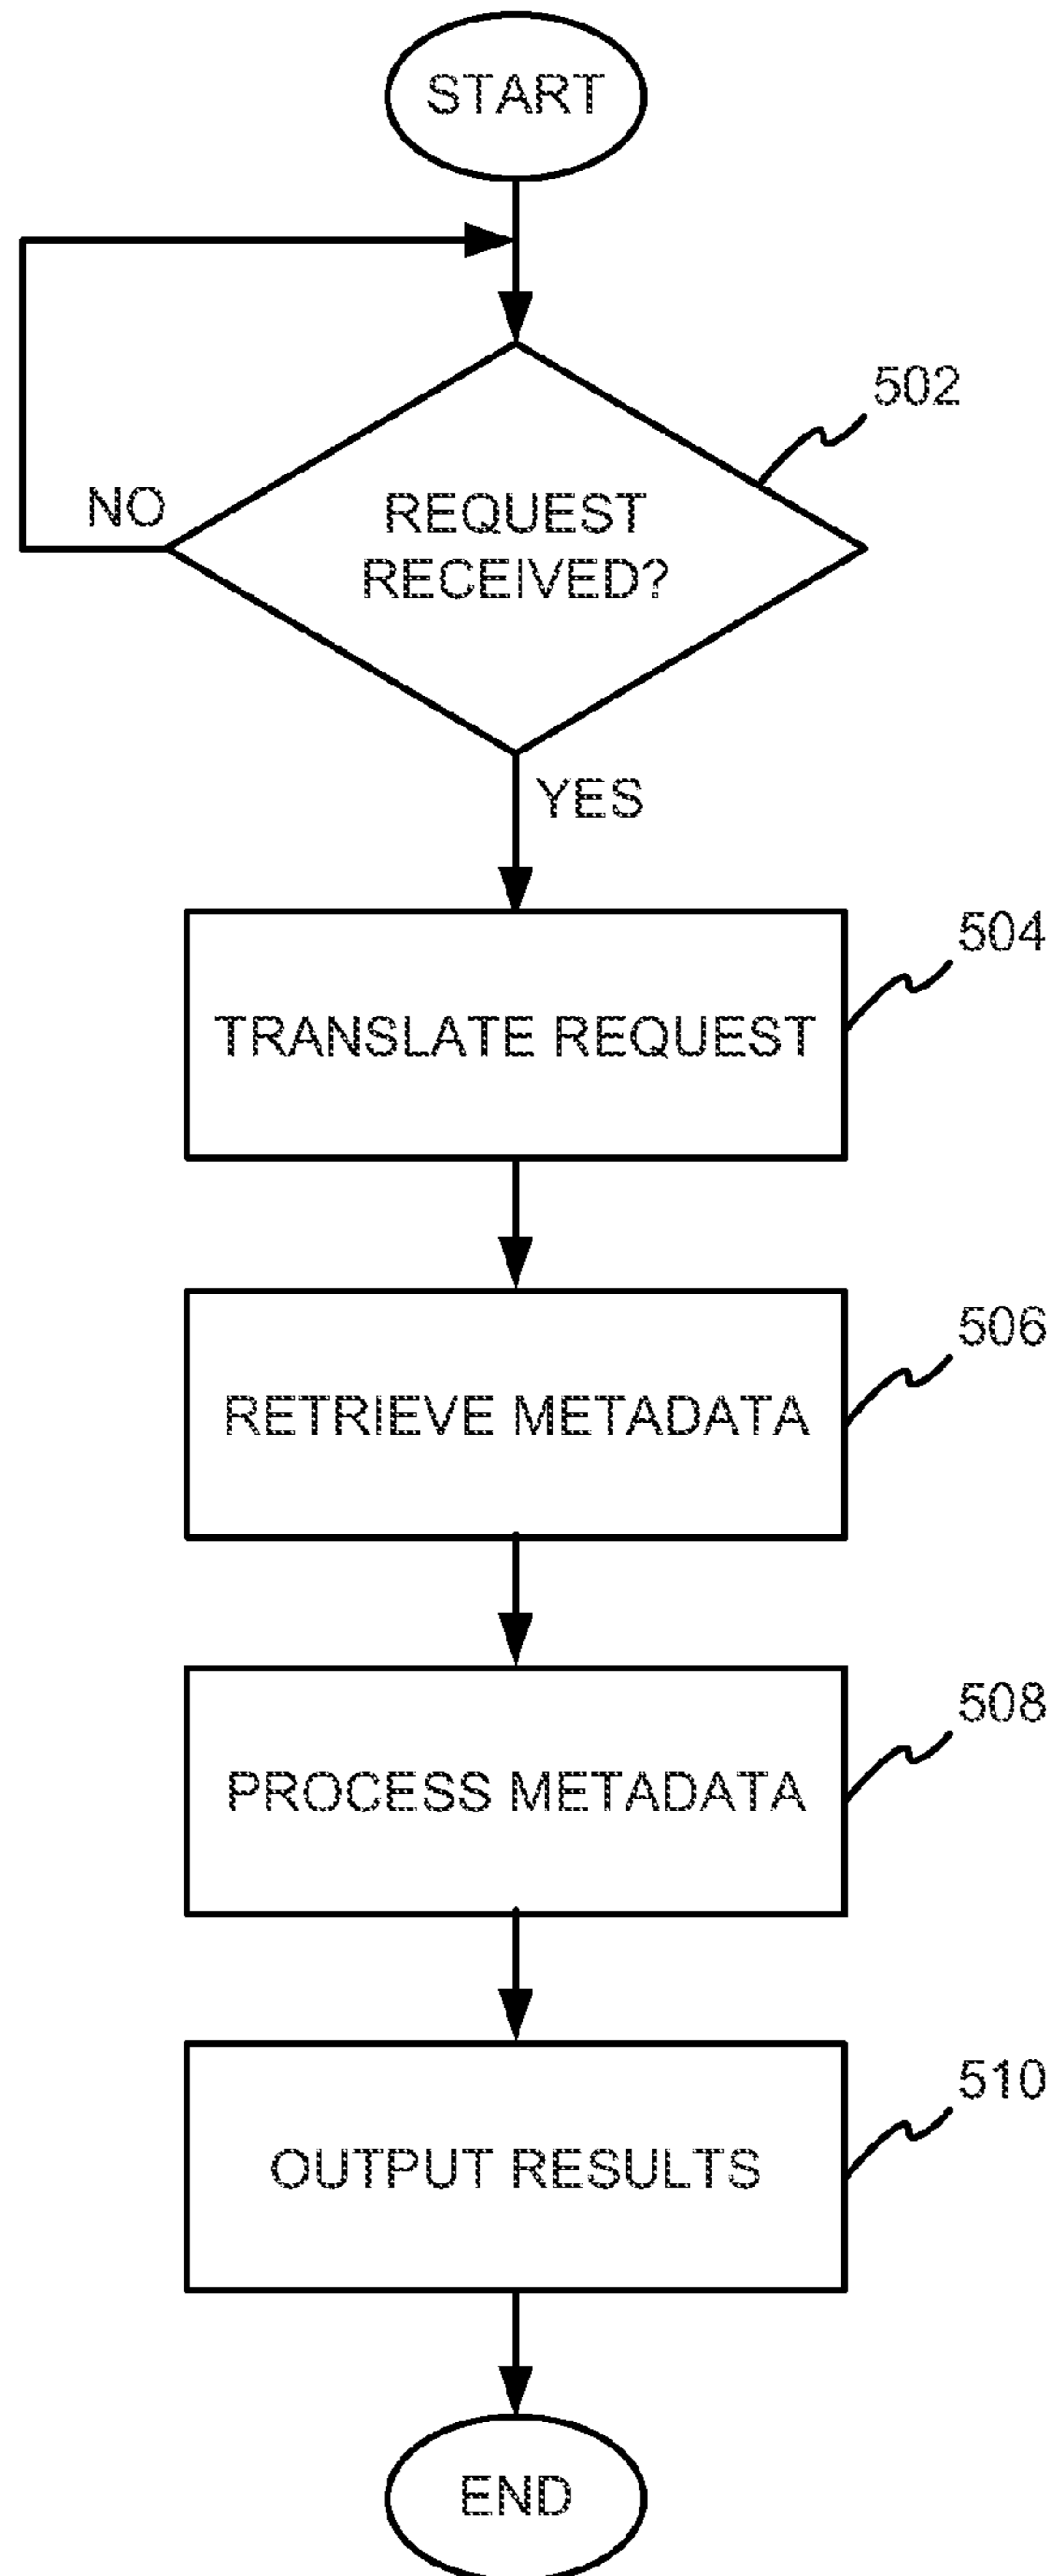 START
502
NO
REQUEST
RECEIVED?
YES
504
TRANSLATE REQUEST
506
RETRIEVE METADATA
508
PROCESS METADATA
510
OUTPUT RESULTS
END